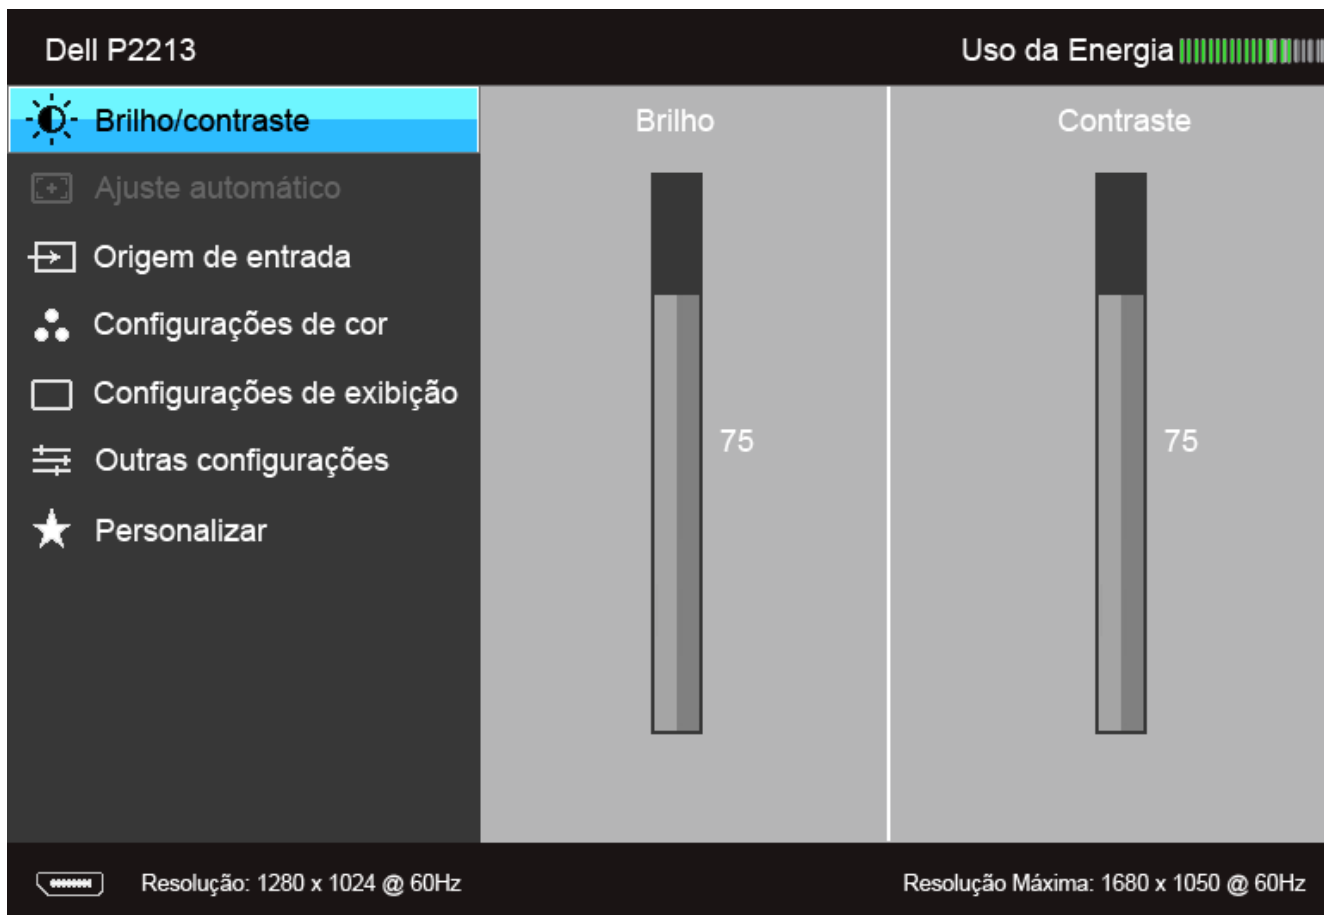 Dell P2213
Uso da Energia
Brilho/contraste
Ajuste automático
Origem de entrada
Configurações de cor
Configurações de exibição
Outras configurações
Personalizar
Brilho
75
Contraste
75
Resolução: 1280 x 1024 @ 60Hz
Resolução Máxima: 1680 x 1050 @ 60Hz